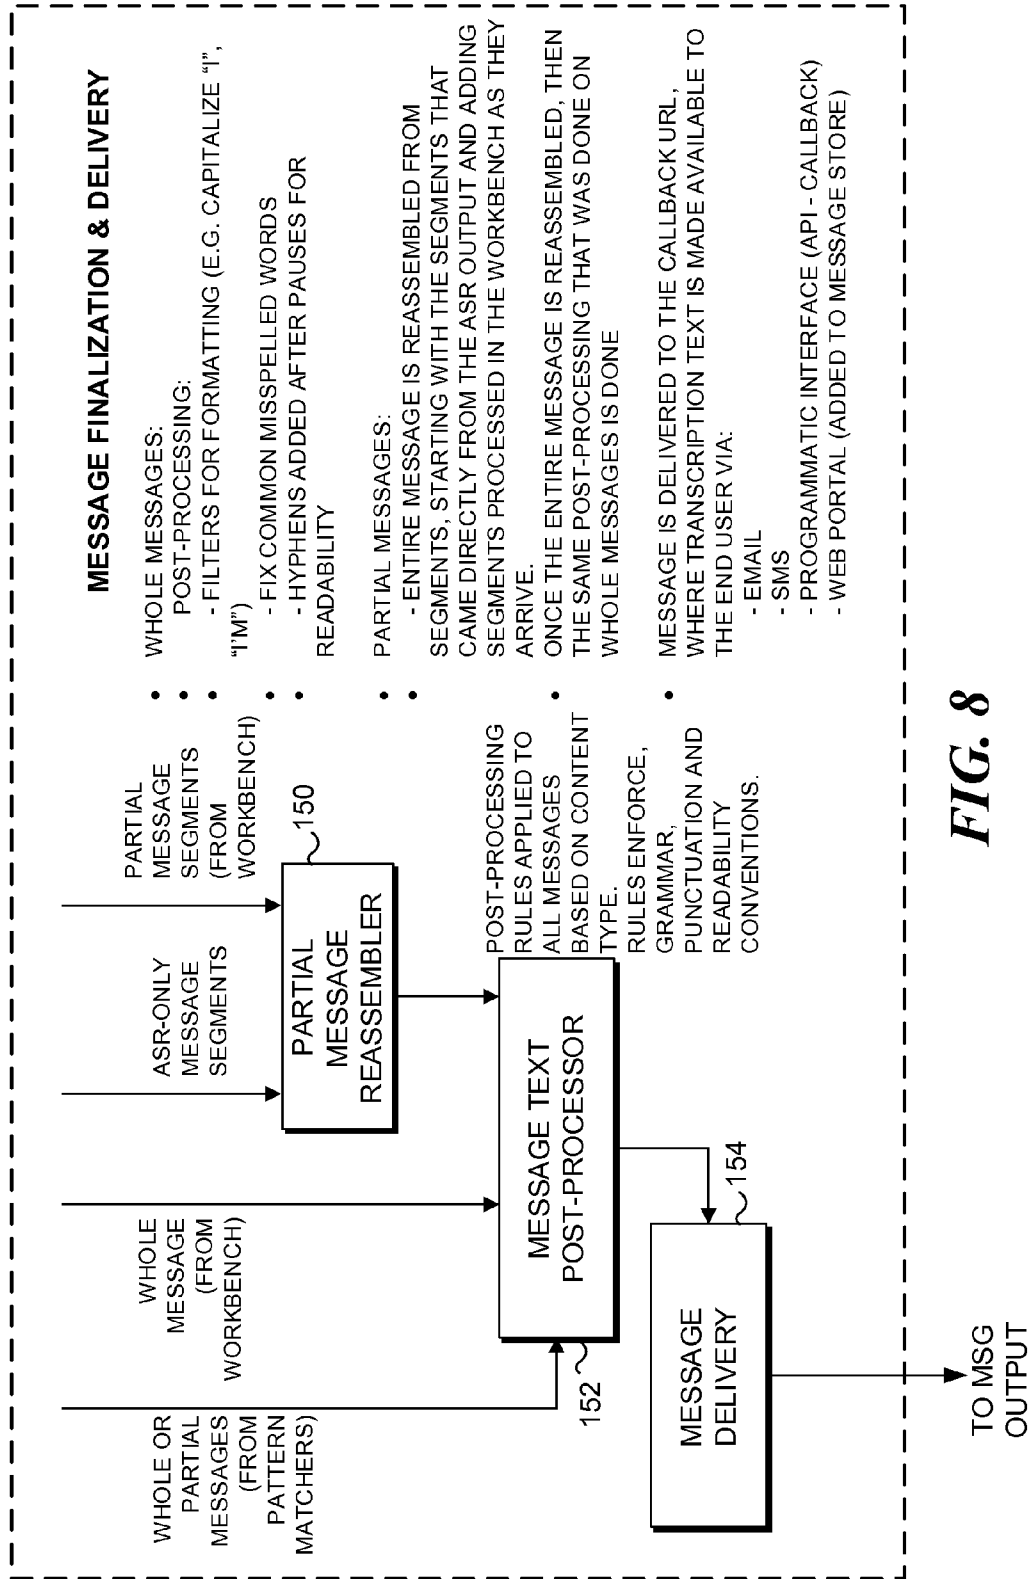 MESSAGE FINALIZATION & DELIVERY
WHOLE OR
PARTIAL
MESSAGES
(FROM
PATTERN
MATCHERS)
WHOLE
MESSAGE
(FROM
WORKBENCH)
ASR-ONLY
MESSAGE
SEGMENTS
PARTIAL
MESSAGE
SEGMENTS
(FROM
WORKBENCH)
150
PARTIAL
MESSAGE
REASSEMBLER
152
MESSAGE TEXT
POST-PROCESSOR
POST-PROCESSING
RULES APPLIED TO
ALL MESSAGES
BASED ON CONTENT
TYPE.
RULES ENFORCE,
GRAMMAR,
PUNCTUATION AND
READABILITY
CONVENTIONS.
154
MESSAGE
DELIVERY
TO MSG
OUTPUT
• WHOLE MESSAGES:
• POST-PROCESSING:
• - FILTERS FOR FORMATTING (E.G. CAPITALIZE “I”,
“I’M”)
• - FIX COMMON MISSPELLED WORDS
• - HYPHENS ADDED AFTER PAUSES FOR
READABILITY
• PARTIAL MESSAGES:
• - ENTIRE MESSAGE IS REASSEMBLED FROM
SEGMENTS, STARTING WITH THE SEGMENTS THAT
CAME DIRECTLY FROM THE ASR OUTPUT AND ADDING
SEGMENTS PROCESSED IN THE WORKBENCH AS THEY
ARRIVE.
• ONCE THE ENTIRE MESSAGE IS REASSEMBLED, THEN
THE SAME POST-PROCESSING THAT WAS DONE ON
WHOLE MESSAGES IS DONE
• MESSAGE IS DELIVERED TO THE CALLBACK URL,
WHERE TRANSCRIPTION TEXT IS MADE AVAILABLE TO
THE END USER VIA:
- EMAIL
- SMS
- PROGRAMMATIC INTERFACE (API - CALLBACK)
- WEB PORTAL (ADDED TO MESSAGE STORE)
FIG. 8